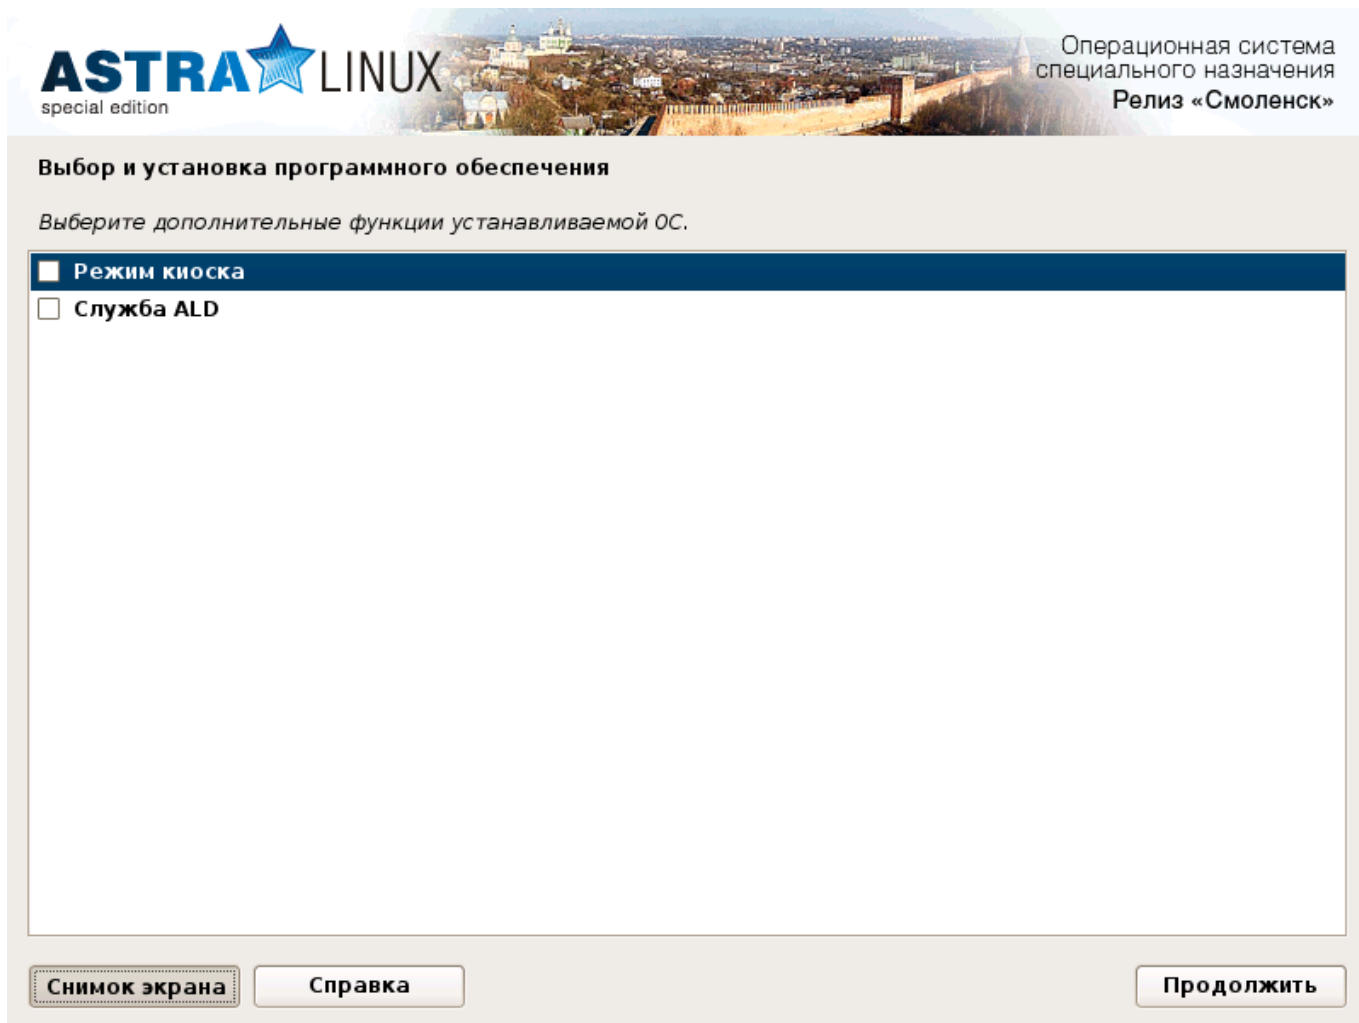 ASTRA LINUX
special edition
Операционная система
специального назначения
Релиз «Смоленск»
Выбор и установка программного обеспечения
Выберите дополнительные функции устанавливаемой ОС.
Режим киоска
Служба ALD
Снимок экрана
Справка
Продолжить